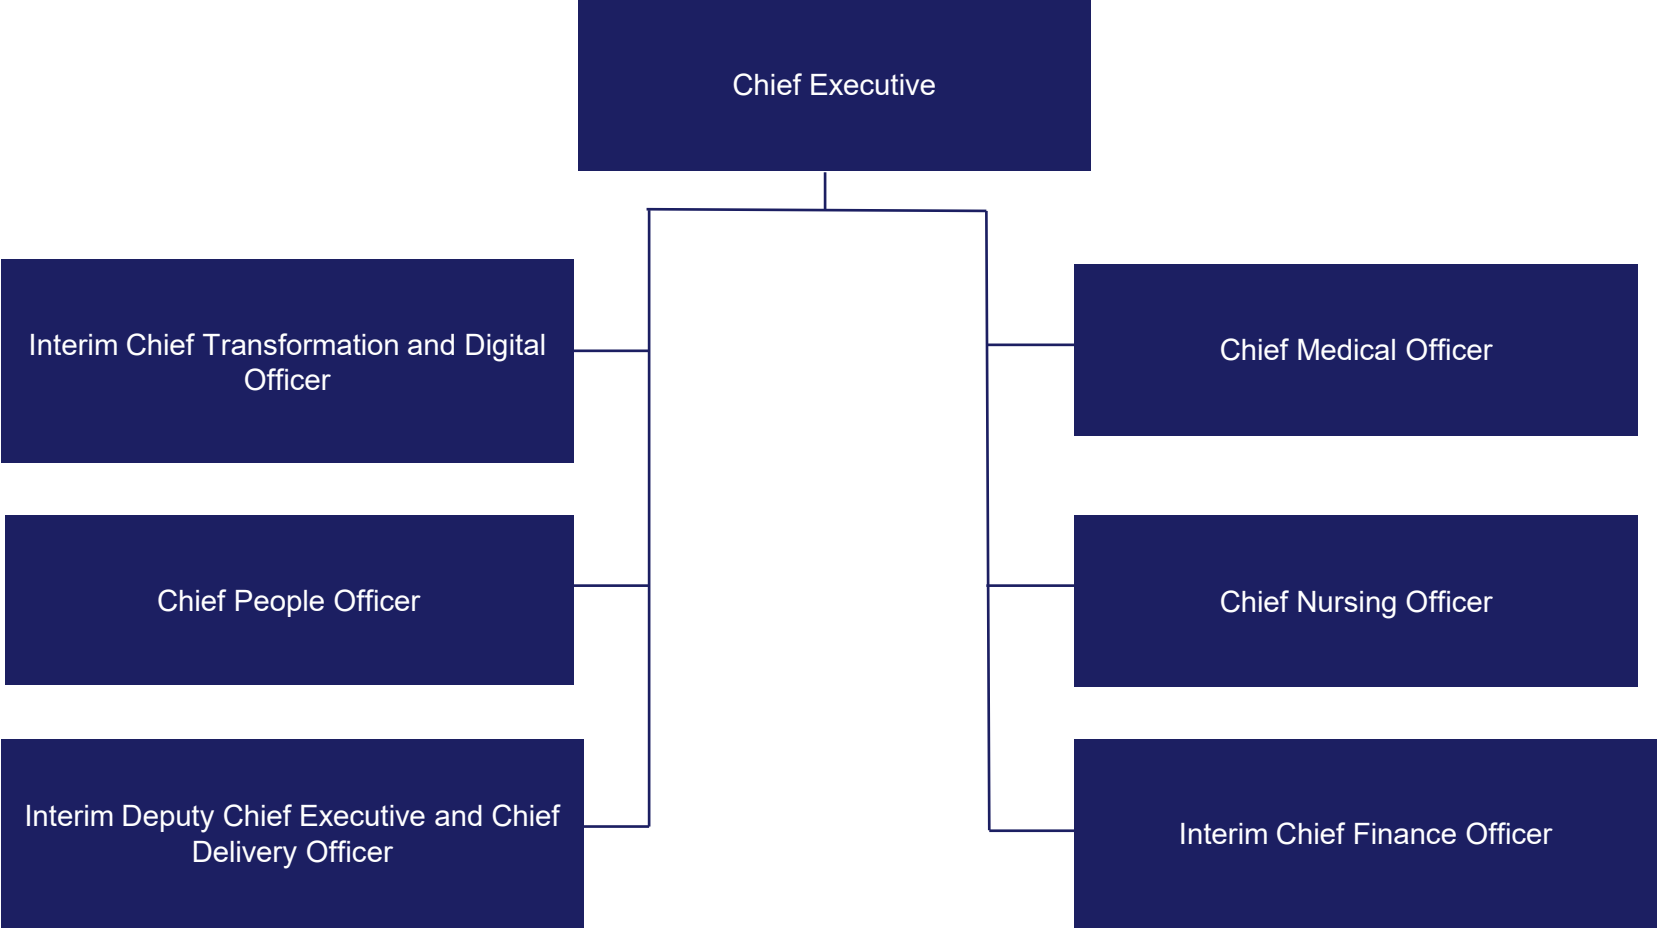 Chief Executive
Interim Chief Transformation and Digital
Officer
Chief Medical Officer
Chief People Officer
Chief Nursing Officer
Interim Deputy Chief Executive and Chief
Delivery Officer
Interim Chief Finance Officer